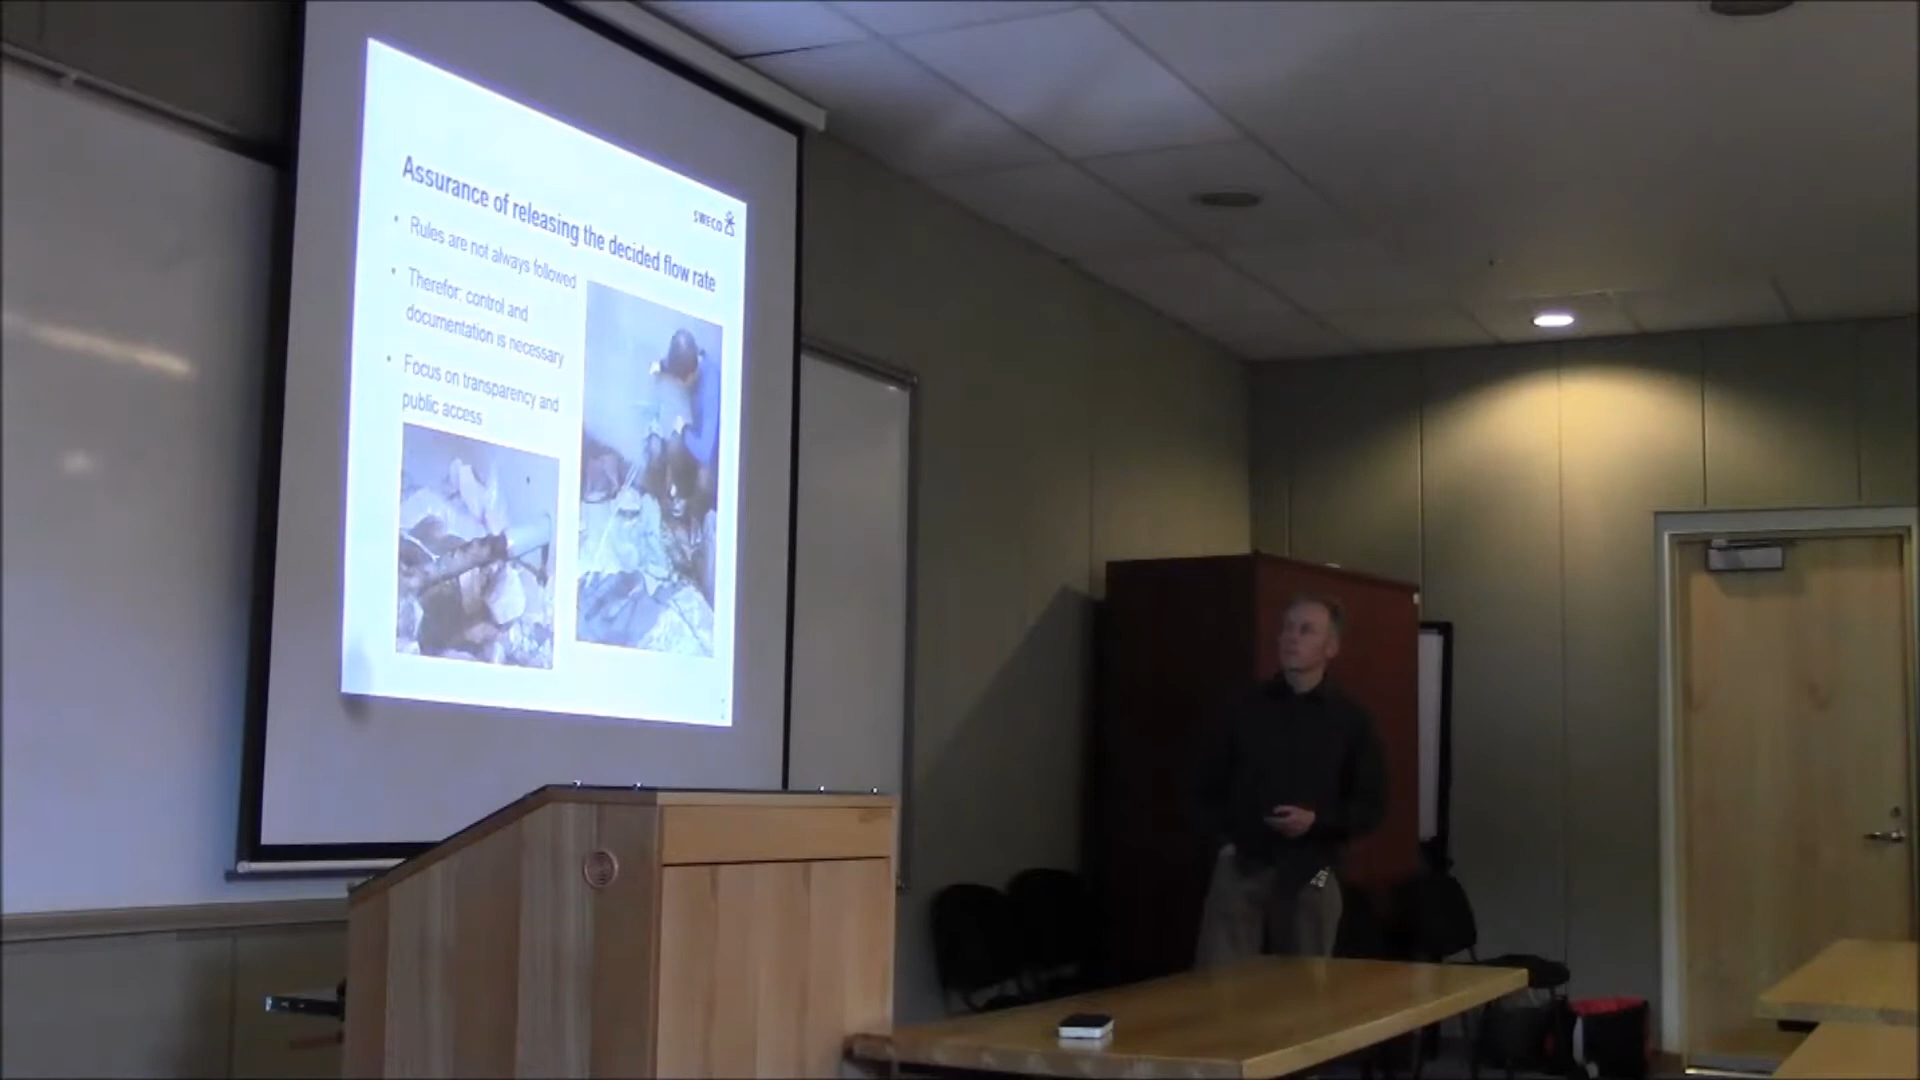 Assurance of releasing the decided flow rate
SWECO
Rules are not always followed
Therefor: control and
documentation is necessary
Focus on transparency and
public access